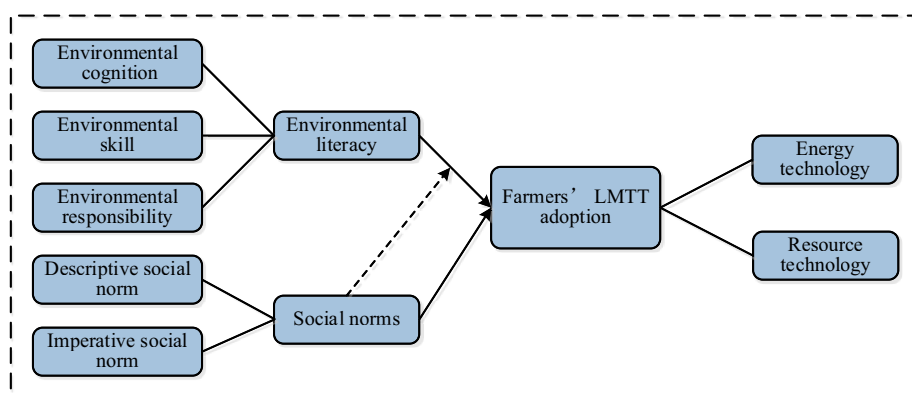 Environmental
cognition
Environmental
skill
Environmental
responsibility
Descriptive social
norm
Imperative social
norm
Environmental
literacy
Social norms
Farmers’ LMTT
adoption
Energy
technology
Resource
technology